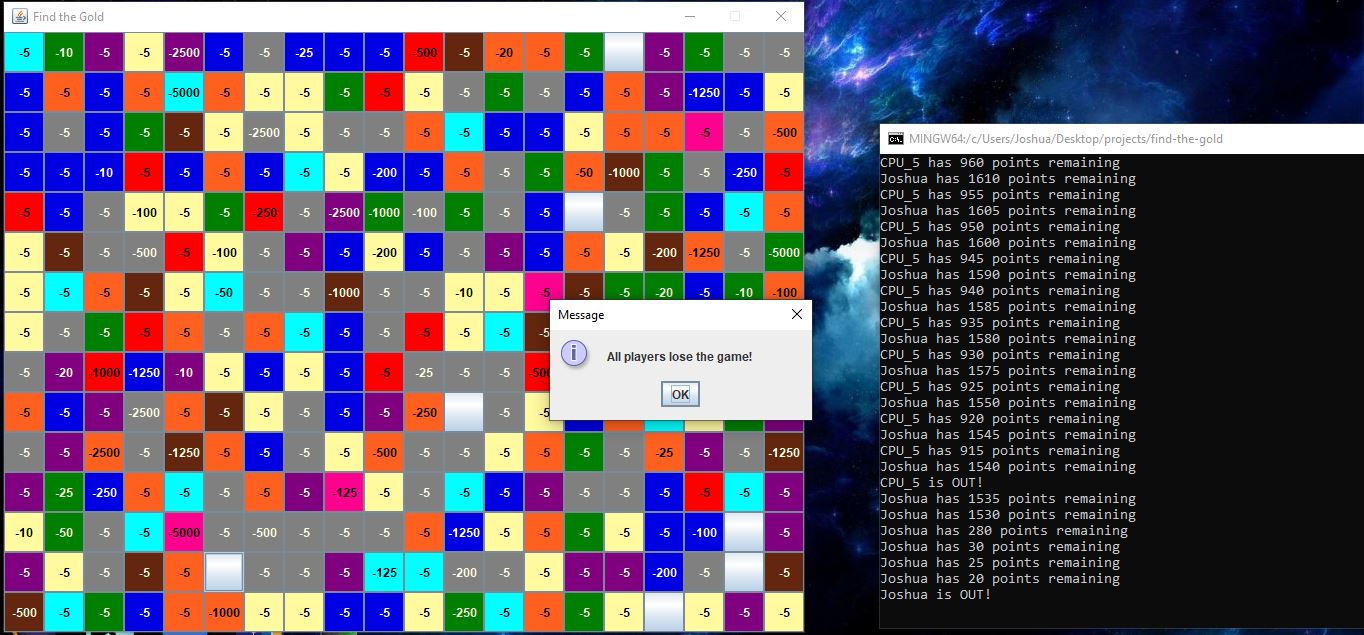 Find the Gold
-5 -10 -5 -5 -2500 -5 -5 -25 -5 -5 -500 -5 -20 -5 -5 -5 -5 -5 -5
-5 -5 -5 -5 -5000 -5 -5 -5 -5 -5 -5 -5 -5 -5 -5 -5 -5 -1250 -5 -5
-5 -5 -5 -5 -5 -5 -2500 -5 -5 -5 -5 -5 -5 -5 -5 -5 -5 -5 -5 -500
-5 -5 -10 -5 -5 -5 -5 -5 -5 -200 -5 -5 -5 -5 -50 -1000 -5 -5 -250 -5
-5 -5 -5 -100 -5 -5 -250 -5 -2500 -1000 -100 -5 -5 -5 -5 -5 -5 -5 -5
-5 -5 -5 -500 -5 -100 -5 -5 -5 -200 -5 -5 -5 -5 -5 -5 -200 -1250 -5 -5000
-5 -5 -5 -5 -5 -50 -5 -5 -1000 -5 -5 -10 -5 -5 -5 -5 -20 -5 -10 -100
-5 -5 -5 -5 -5 -5 -5 -5 -5 -5 -5 -5 -5
-5 -20 -1000 -1250 -10 -5 -5 -5 -5 -5 -25 -5 -5
-5 -5 -5 -2500 -5 -5 -5 -5 -5 -5 -250 -5
-5 -5 -2500 -5 -1250 -5 -5 -5 -5 -500 -5 -5 -5 -5 -5 -5 -25 -5 -5 -1250
-5 -25 -250 -5 -5 -5 -5 -5 -125 -5 -5 -5 -5 -5 -5 -5 -5 -5 -5 -5
-10 -50 -5 -5 -5000 -5 -500 -5 -5 -5 -5 -1250 -5 -5 -5 -5 -5 -100 -5
-5 -5 -5 -5 -5 -5 -5 -5 -125 -5 -200 -5 -5 -5 -5 -200 -5 -5
-500 -5 -5 -5 -5 -1000 -5 -5 -5 -5 -5 -250 -5 -5 -5 -5 -5 -5 -5
Message
All players lose the game!
OK
MINGW64:/c/Users/Joshua/Desktop/projects/find-the-gold
CPU_5 has 960 points remaining
Joshua has 1610 points remaining
CPU_5 has 955 points remaining
Joshua has 1605 points remaining
CPU_5 has 950 points remaining
Joshua has 1600 points remaining
CPU_5 has 945 points remaining
Joshua has 1590 points remaining
CPU_5 has 940 points remaining
Joshua has 1585 points remaining
CPU_5 has 935 points remaining
Joshua has 1580 points remaining
CPU_5 has 930 points remaining
Joshua has 1575 points remaining
CPU_5 has 925 points remaining
Joshua has 1550 points remaining
CPU_5 has 920 points remaining
Joshua has 1545 points remaining
CPU_5 has 915 points remaining
Joshua has 1540 points remaining
CPU_5 is OUT!
Joshua has 1535 points remaining
Joshua has 1530 points remaining
Joshua has 280 points remaining
Joshua has 30 points remaining
Joshua has 25 points remaining
Joshua has 20 points remaining
Joshua is OUT!